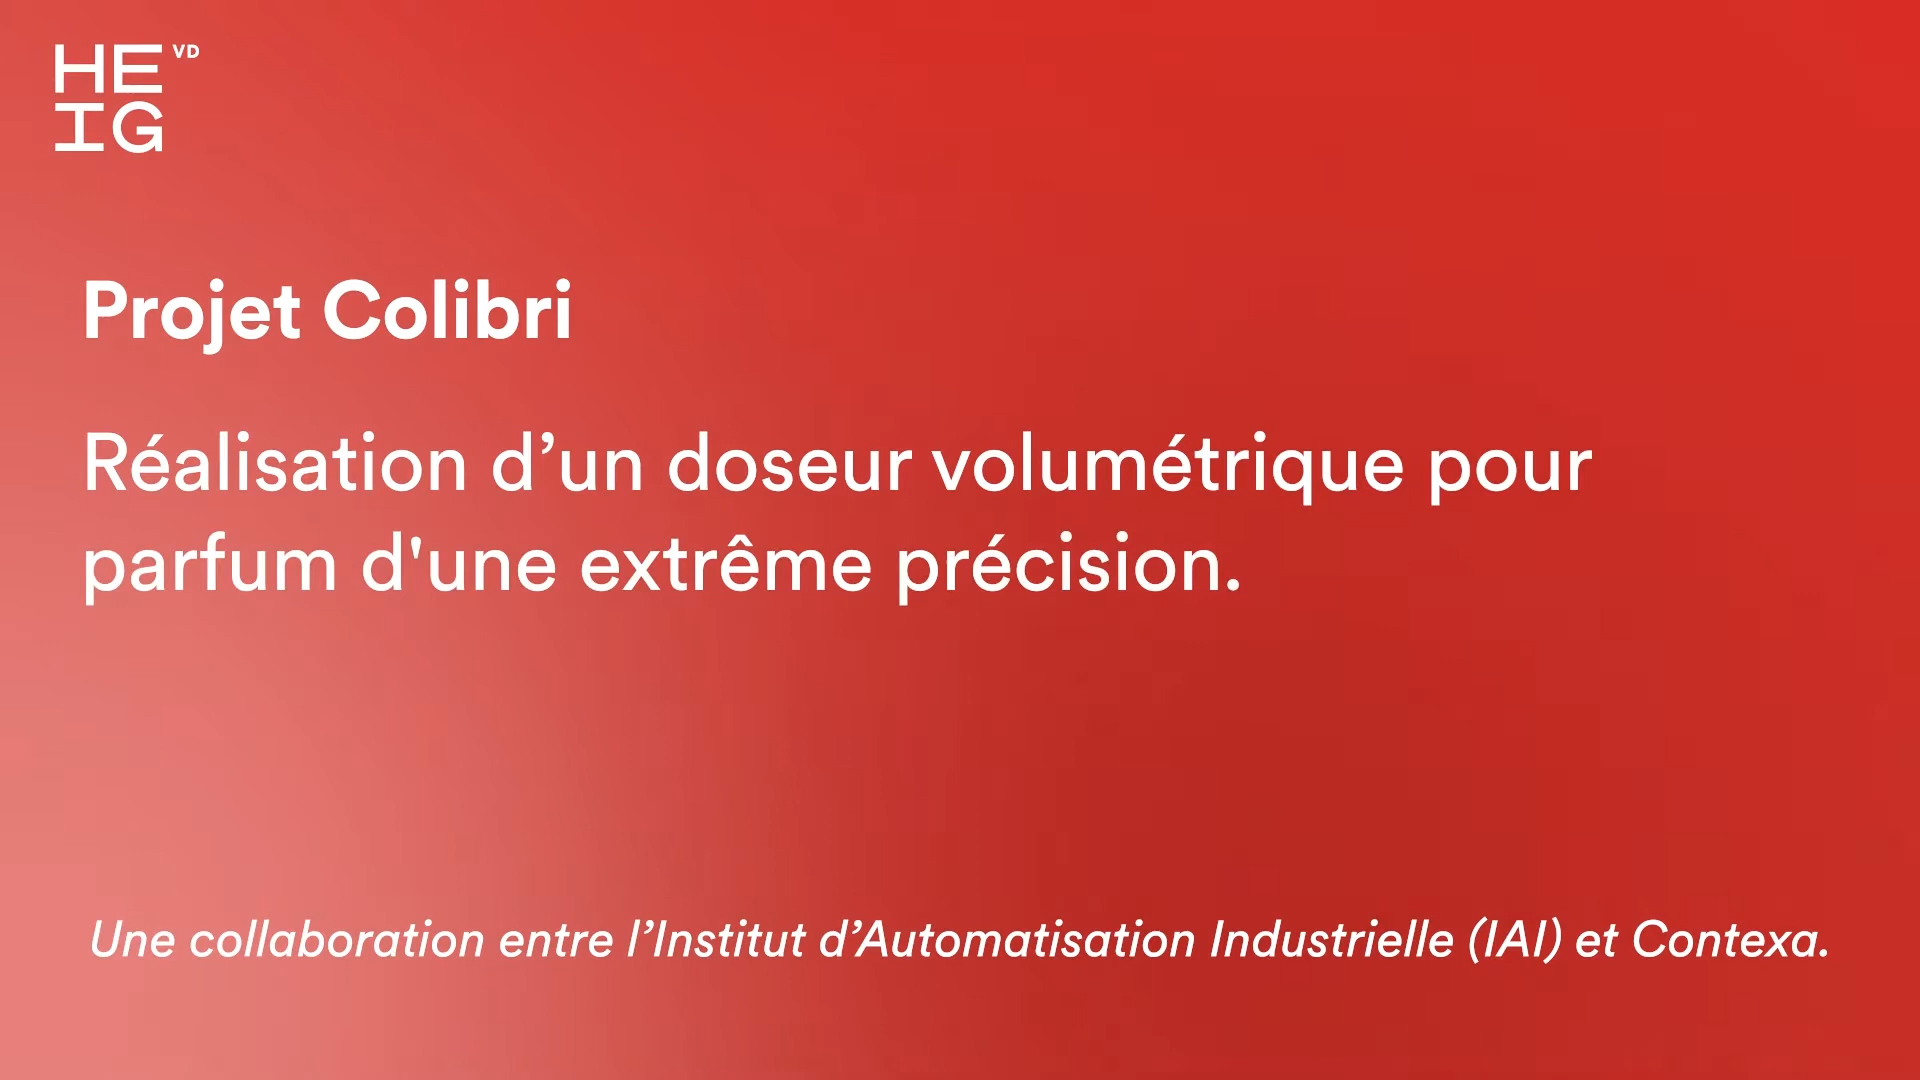 HE VD
IG
Projet Colibri
Réalisation d’un doseur volumétrique pour
parfum d'une extrême précision.
Une collaboration entre l’Institut d’Automatisation Industrielle (IAI) et Contexa.